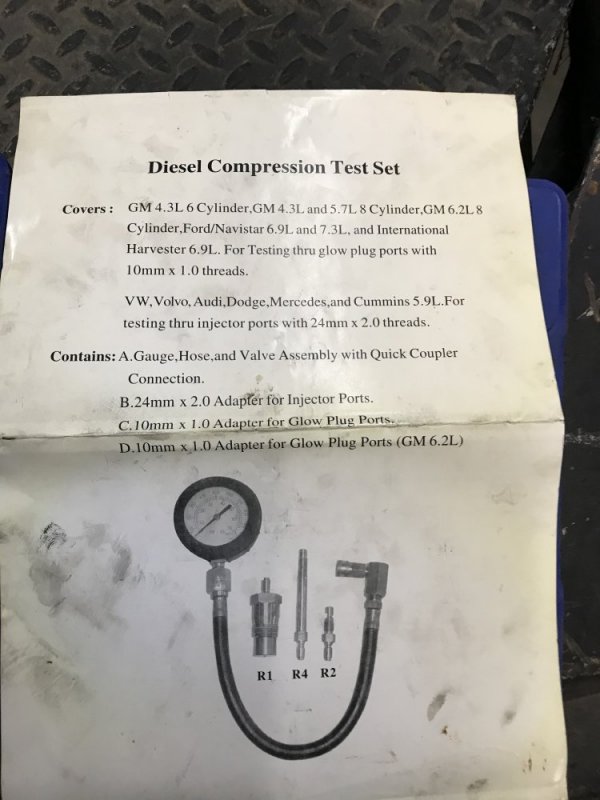 Diesel Compression Test Set
Covers : GM 4.3L 6 Cylinder,GM 4.3L and 5.7L 8 Cylinder,GM 6.2L 8
Cylinder,Ford/Navistar 6.9L and 7.3L, and International
Harvester 6.9L. For Testing thru glow plug ports with
10mm x 1.0 threads.
VW,Volvo,Audi,Dodge,Mercedes,and Cummins 5.9L.For
testing thru injector ports with 24mm x 2.0 threads.
Contains: A.Gauge,Hose,and Valve Assembly with Quick Coupler
Connection.
B.24mm x 2.0 Adapter for Injector Ports.
C.10mm x 1.0 Adapter for Glow Plug Ports.
D.10mm x 1.0 Adapter for Glow Plug Ports (GM 6.2L)
R1 R4 R2